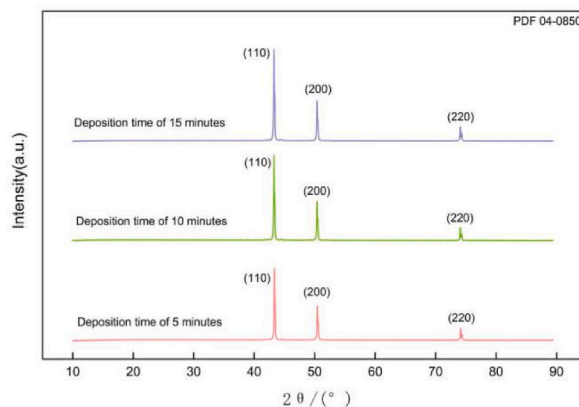 PDF 04-0850
(110)
(200)
(220)
Deposition time of 15 minutes
(110)
(200)
(220)
Deposition time of 10 minutes
(110)
(200)
(220)
Deposition time of 5 minutes
Intensity(a.u.)
10 20 30 40 50 60 70 80 90
2θ/(°)